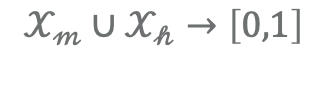 𝒳ₘ ∪ 𝒳ₕ → [0,1]